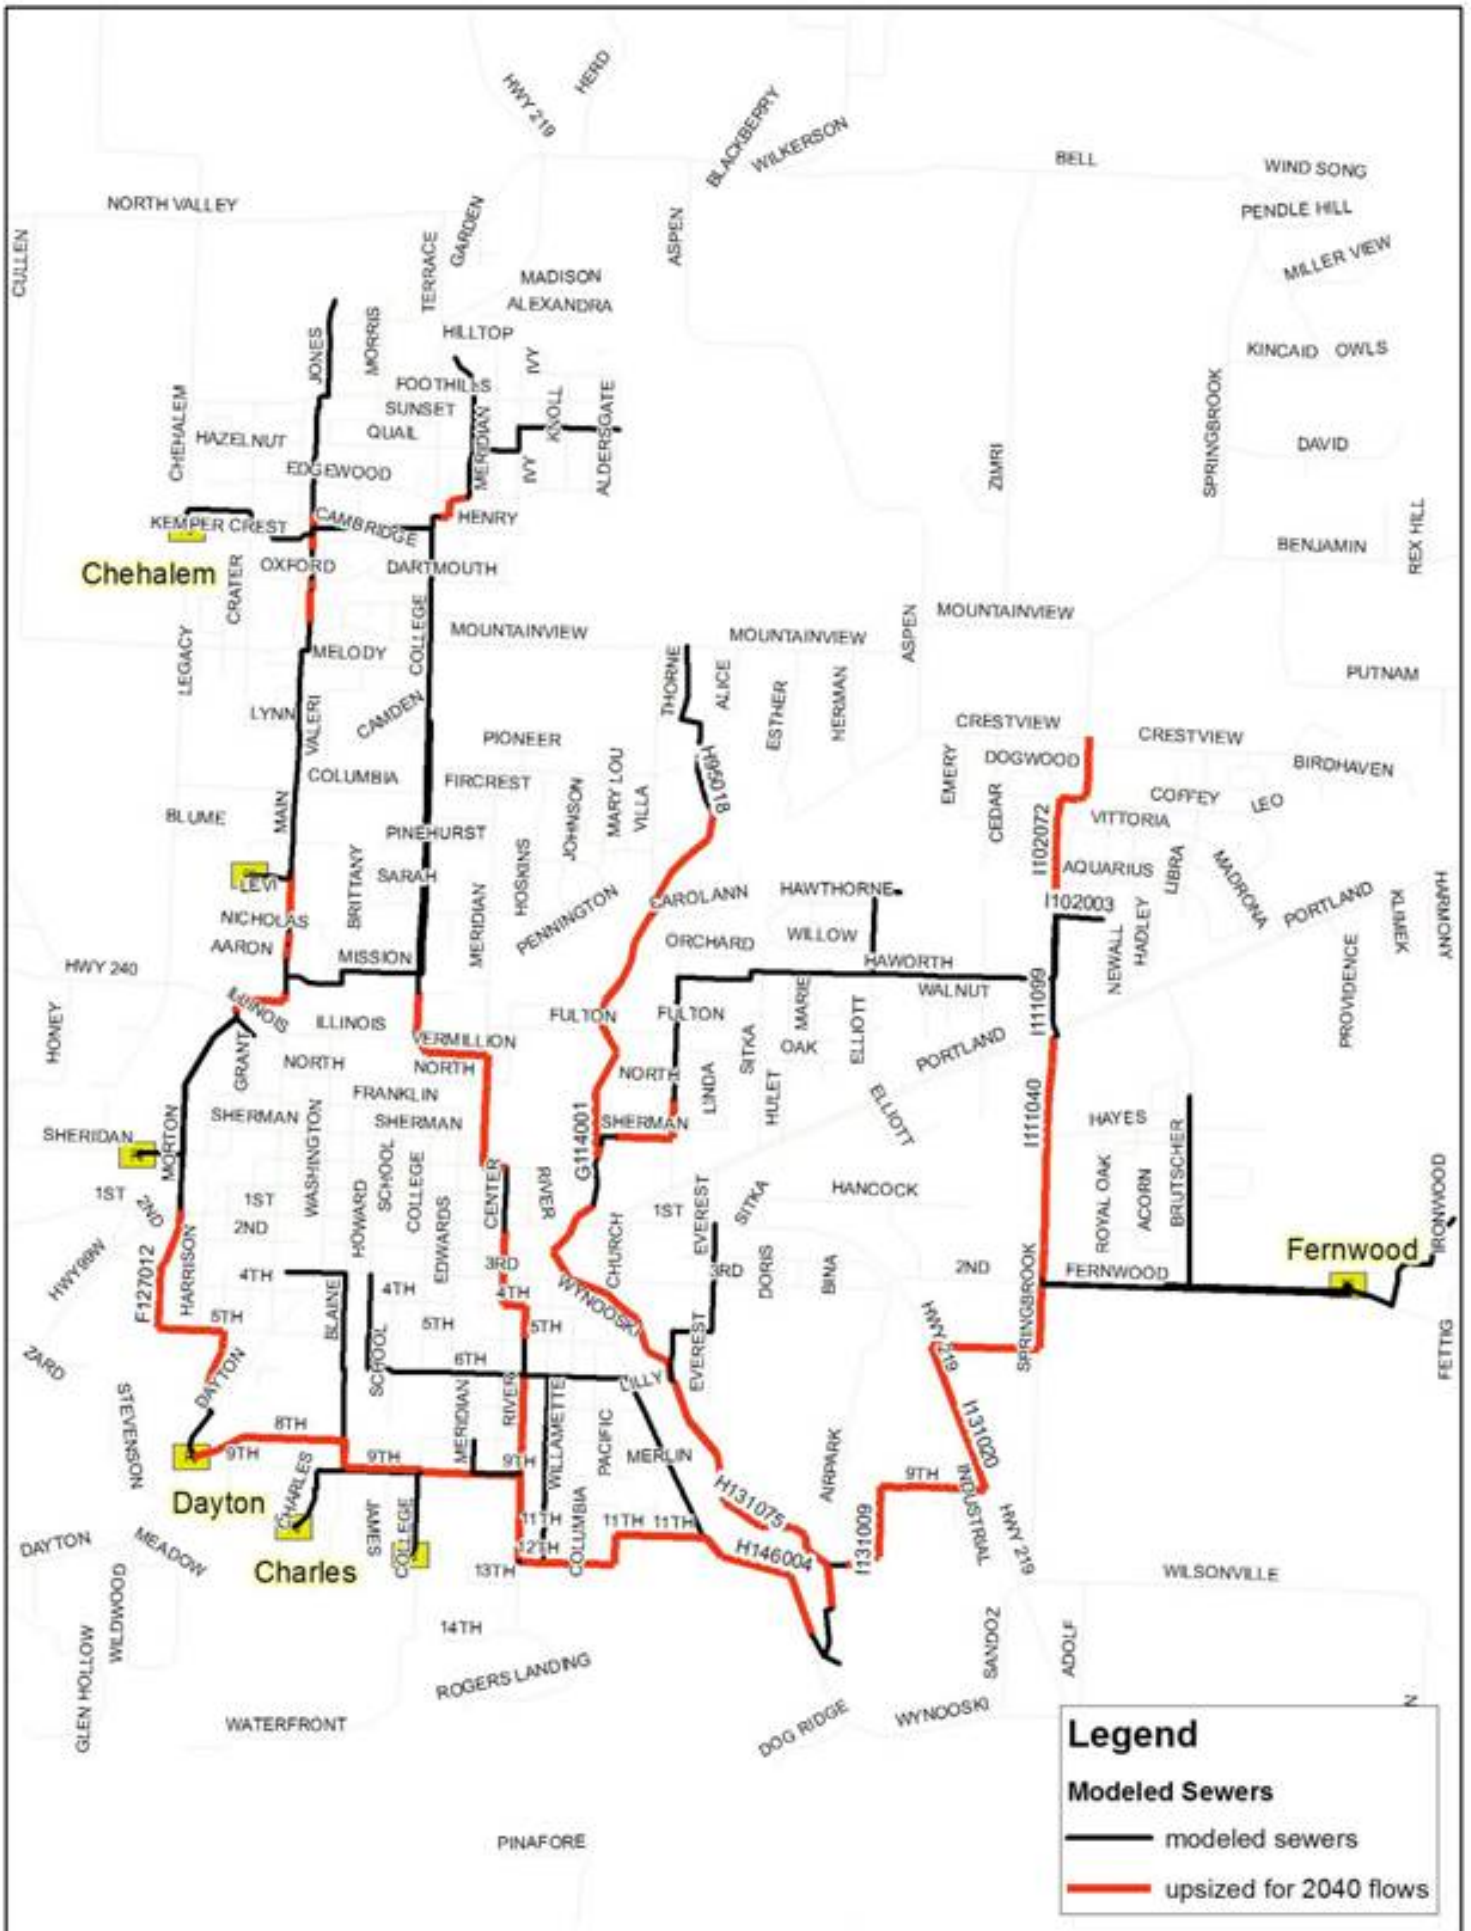 HERD
HWY 219
BLACKBERRY
WILKERSON
BELL
WIND SONG
NORTH VALLEY
PENDLE HILL
CULLEN
TERRACE
GARDEN
ASPEN
MILLER VIEW
MADISON
ALEXANDRA
JONES
MORRIS
HILLTOP
IVY
KINCAID OWLS
CHEHALEM
FOOTHILLS
SUNSET
KNOLL
ALDERSGATE
SPRINGBROOK
HAZELNUT
QUAIL
MERIDIAN
DAVID
EDGEWOOD
IVY
ZIMRI
KEMPER CREST
CAMBRIDGE
HENRY
BENJAMIN
REX HILL
Chehalem
CRATER
OXFORD
DARTMOUTH
LEGACY
COLLEGE
MOUNTAINVIEW
MOUNTAINVIEW
ASPEN
MOUNTAINVIEW
MELODY
THORNE
ALICE
PUTNAM
LYNN
VALERI
CAMDEN
ESTHER
HERMAN
PIONEER
CRESTVIEW
CRESTVIEW
DOGWOOD
BIRDHAVEN
COLUMBIA
FIRCREST
MARY LOU
H95018
EMERY
BLUME
MAIN
JOHNSON
VILLA
CEDAR
COFFEY
LEO
VITTORIA
PINEHURST
I102072
LEVI
BRITTANY
SARAH
HOSKINS
AQUARIUS
LIBRA
MADRONA
HARMONY
NICHOLAS
MERIDIAN
PENNINGTON
CAROLANN
HAWTHORNE
I102003
PORTLAND
KLIMEK
AARON
ORCHARD
WILLOW
NEWALL
HADLEY
HWY 240
MISSION
HAWORTH
WALNUT
I111099
PROVIDENCE
HONEY
ILLINOIS
ILLINOIS
FULTON
FULTON
MARIE
ELLIOTT
VERMILLION
SITKA
OAK
PORTLAND
GRANT
NORTH
NORTH
NORTH
LINDA
HULET
FRANKLIN
ELLIOTT
I111040
MORTON
SHERMAN
SHERMAN
G114001
SHERMAN
HAYES
SHERIDAN
WASHINGTON
SCHOOL
COLLEGE
CENTER
RIVER
ROYAL OAK
ACORN
BRUTSCHER
IRONWOOD
1ST
2ND
1ST
2ND
HOWARD
EDWARDS
1ST
EVEREST
SITKA
HANCOCK
CHURCH
HWY99W
HARRISON
F127012
4TH
4TH
3RD
4TH
3RD
DORIS
BINA
2ND
FERNWOOD
Fernwood
BLAINE
WYNOOSKI
SPRINGBROOK
5TH
5TH
5TH
HWY 219
FETTIG
ZARD
DAYTON
SCHOOL
6TH
LILLY
EVEREST
STEVENSON
8TH
MERIDIAN
RIVER
WILLAMETTE
PACIFIC
I131020
9TH
9TH
9TH
MERLIN
AIRPARK
9TH
Dayton
CHARLES
H131075
INDUSTRIAL
DAYTON
MEADOW
JAMES
COLLEGE
11TH
COLUMBIA
11TH 11TH
I131009
HWY 219
12TH
H146004
Charles
13TH
WILSONVILLE
WILDWOOD
GLEN HOLLOW
14TH
SANDOZ
ADOLF
ROGERS LANDING
WATERFRONT
DOG RIDGE
WYNOOSKI
N
Legend
Modeled Sewers
modeled sewers
PINAFORE
upsized for 2040 flows